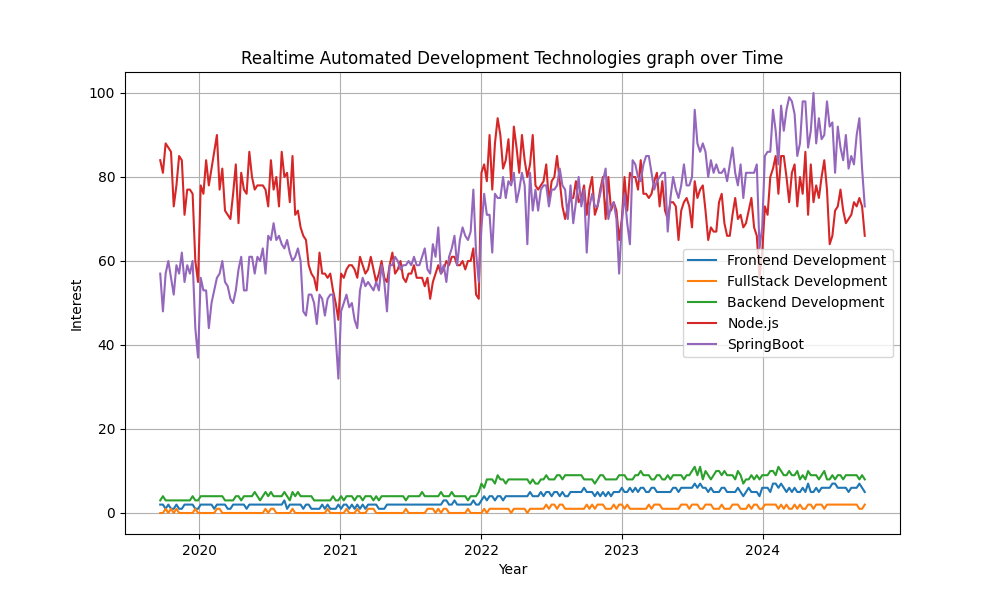 Realtime Automated Development Technologies graph over Time
100
80
60
40
20
0
Interest
Frontend Development
FullStack Development
Backend Development
Node.js
SpringBoot
2020 2021 2022 2023 2024
Year